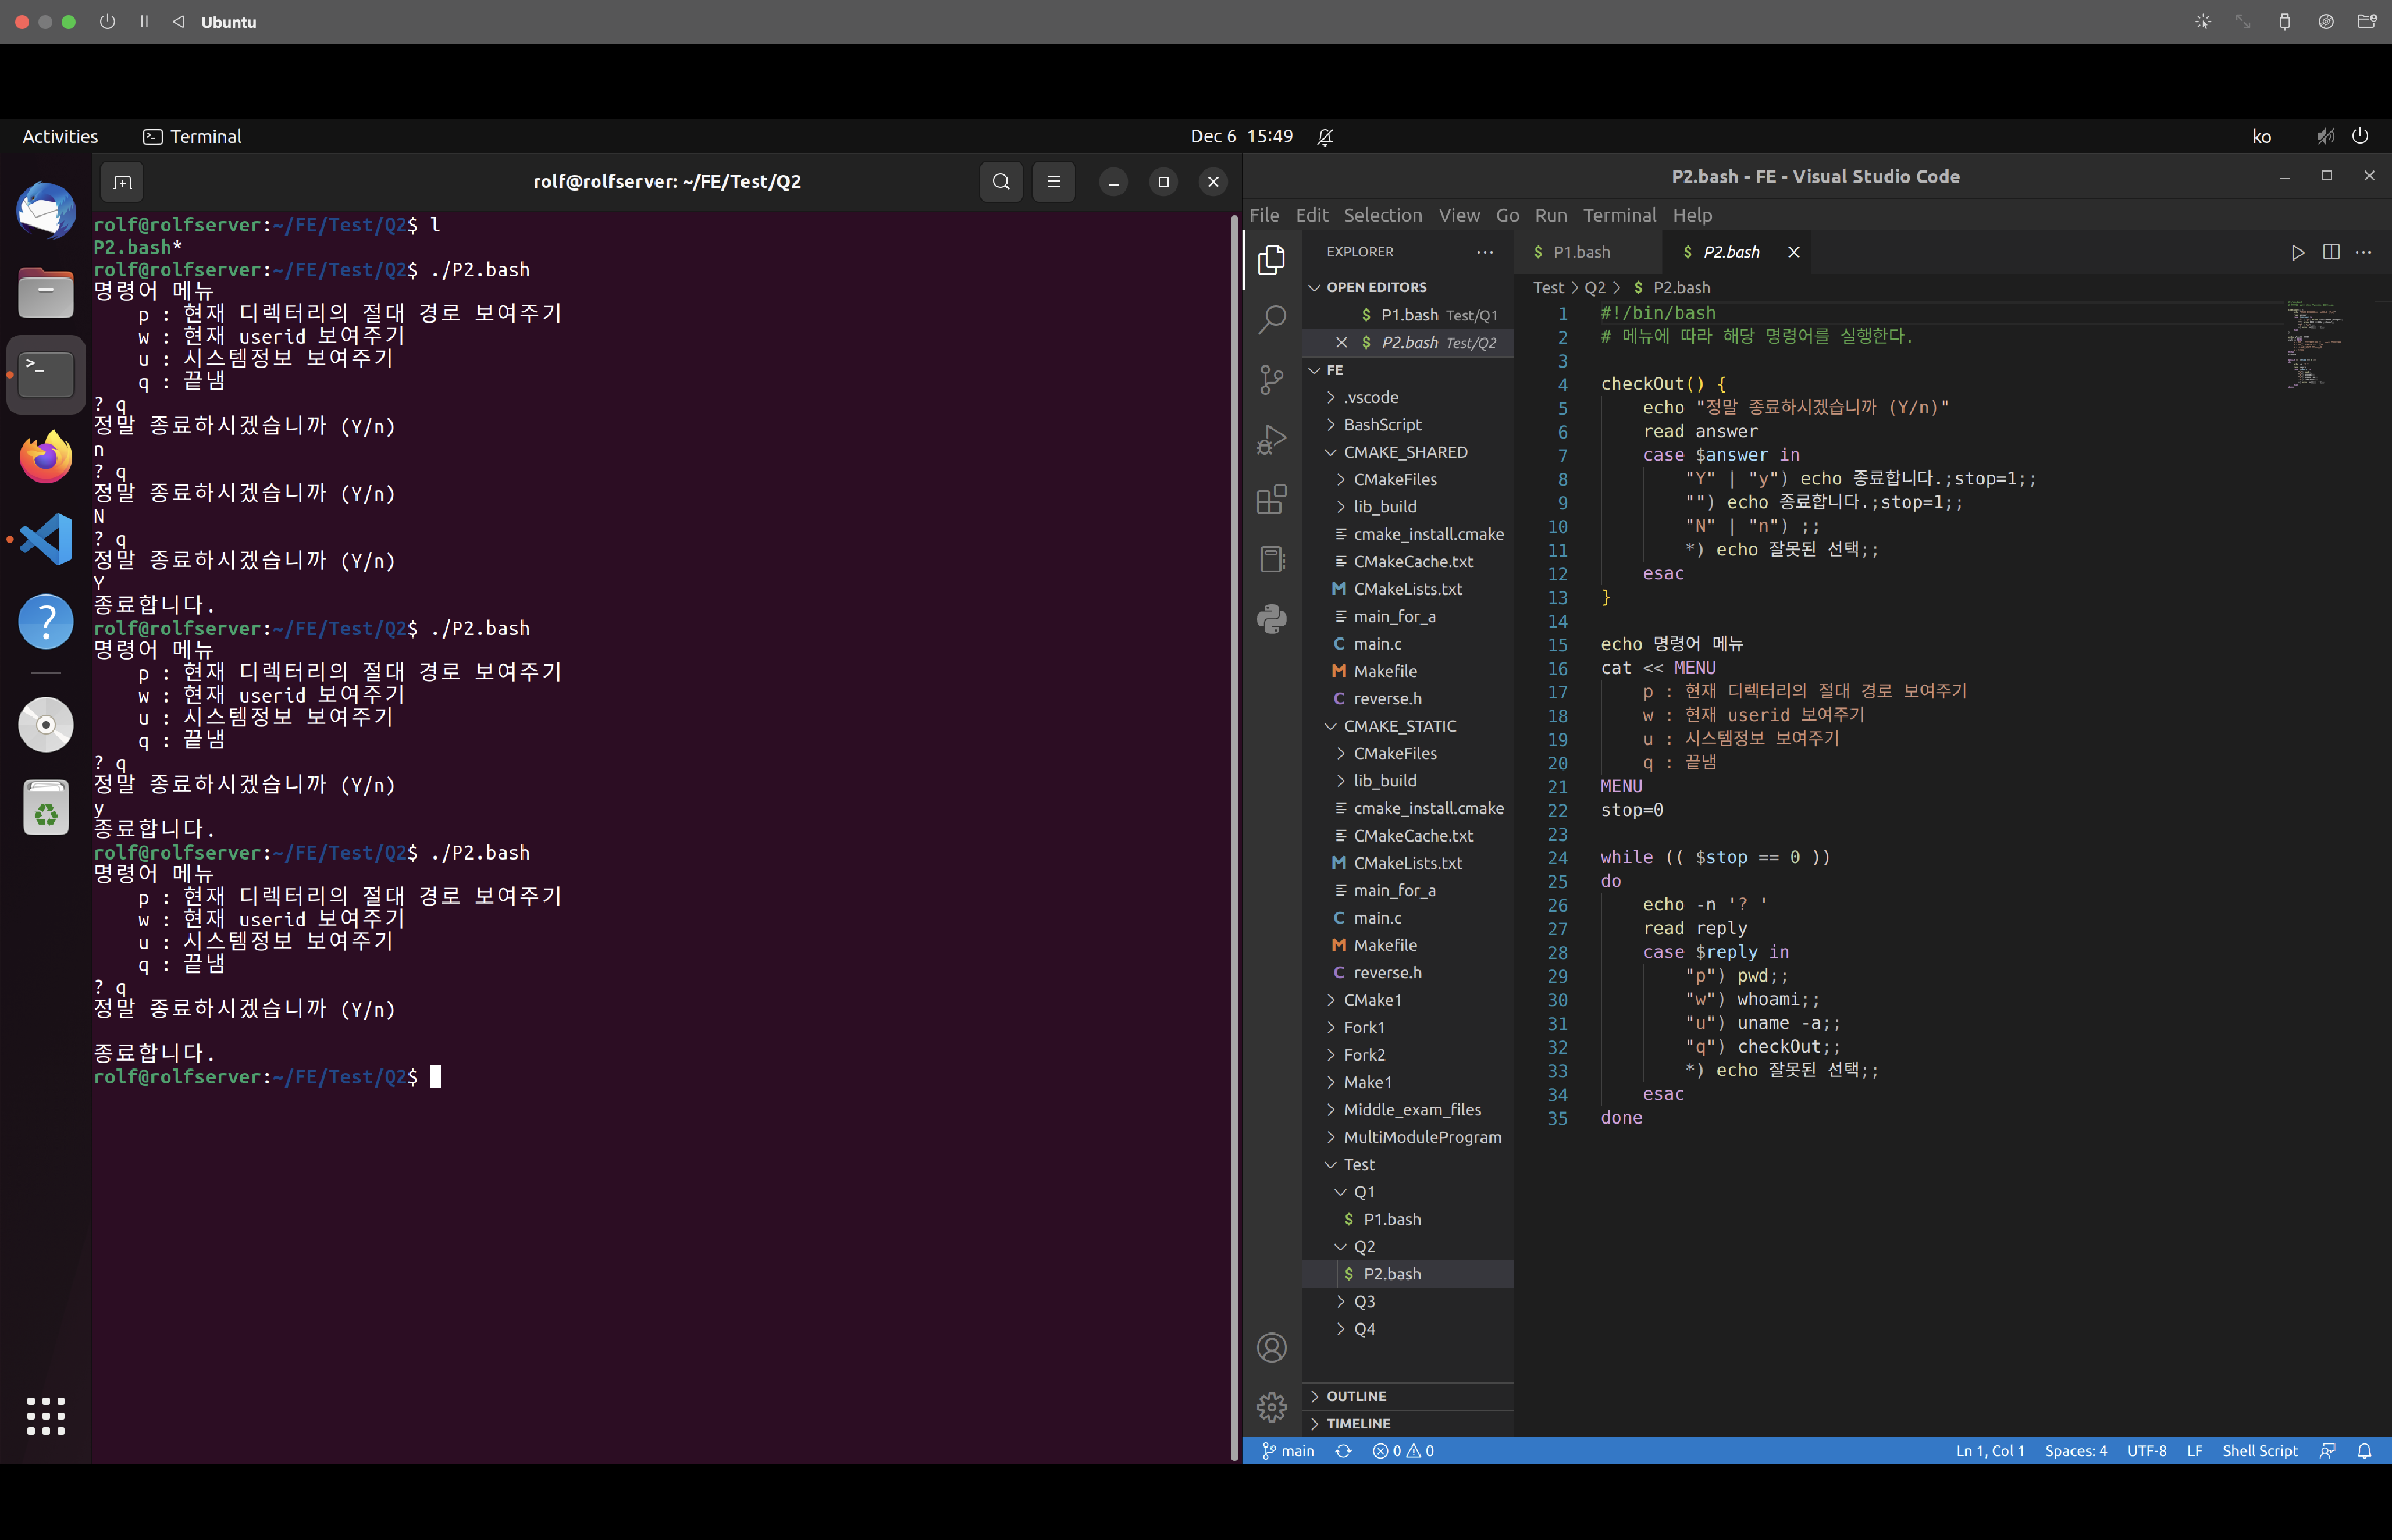 Ubuntu
Activities
Terminal
Dec 6 15:49
ko
rolf@rolfserver: ~/FE/Test/Q2
rolf@rolfserver:~/FE/Test/Q2$ l
P2.bash*
rolf@rolfserver:~/FE/Test/Q2$ ./P2.bash
명령어 메뉴
    p : 현재 디렉터리의 절대 경로 보여주기
    w : 현재 userid 보여주기
    u : 시스템정보 보여주기
    q : 끝냄
? q
정말 종료하시겠습니까 (Y/n)
n
? q
정말 종료하시겠습니까 (Y/n)
N
? q
정말 종료하시겠습니까 (Y/n)
Y
종료합니다.
rolf@rolfserver:~/FE/Test/Q2$ ./P2.bash
명령어 메뉴
    p : 현재 디렉터리의 절대 경로 보여주기
    w : 현재 userid 보여주기
    u : 시스템정보 보여주기
    q : 끝냄
? q
정말 종료하시겠습니까 (Y/n)
y
종료합니다.
rolf@rolfserver:~/FE/Test/Q2$ ./P2.bash
명령어 메뉴
    p : 현재 디렉터리의 절대 경로 보여주기
    w : 현재 userid 보여주기
    u : 시스템정보 보여주기
    q : 끝냄
? q
정말 종료하시겠습니까 (Y/n)
종료합니다.
rolf@rolfserver:~/FE/Test/Q2$
P2.bash - FE - Visual Studio Code
File Edit Selection View Go Run Terminal Help
EXPLORER
OPEN EDITORS
$ P1.bash Test/Q1
$ P2.bash Test/Q2
FE
.vscode
BashScript
CMAKE_SHARED
CMakeFiles
lib_build
cmake_install.cmake
CMakeCache.txt
M CMakeLists.txt
main_for_a
C main.c
M Makefile
C reverse.h
CMAKE_STATIC
CMakeFiles
lib_build
cmake_install.cmake
CMakeCache.txt
M CMakeLists.txt
main_for_a
C main.c
M Makefile
C reverse.h
CMake1
Fork1
Fork2
Make1
Middle_exam_files
MultiModuleProgram
Test
Q1
$ P1.bash
Q2
$ P2.bash
Q3
Q4
OUTLINE
TIMELINE
$ P1.bash
$ P2.bash
Test > Q2 > $ P2.bash
1 #!/bin/bash
2 # 메뉴에 따라 해당 명령어를 실행한다.
3
4 checkOut() {
5     echo "정말 종료하시겠습니까 (Y/n)"
6     read answer
7     case $answer in
8         "Y" | "y") echo 종료합니다.;stop=1;;
9         "") echo 종료합니다.;stop=1;;
10         "N" | "n") ;;
11         *) echo 잘못된 선택;;
12     esac
13 }
14
15 echo 명령어 메뉴
16 cat << MENU
17     p : 현재 디렉터리의 절대 경로 보여주기
18     w : 현재 userid 보여주기
19     u : 시스템정보 보여주기
20     q : 끝냄
21 MENU
22 stop=0
23
24 while (( $stop == 0 ))
25 do
26     echo -n '? '
27     read reply
28     case $reply in
29         "p") pwd;;
30         "w") whoami;;
31         "u") uname -a;;
32         "q") checkOut;;
33         *) echo 잘못된 선택;;
34     esac
35 done
main
0 0
Ln 1, Col 1
Spaces: 4
UTF-8
LF
Shell Script